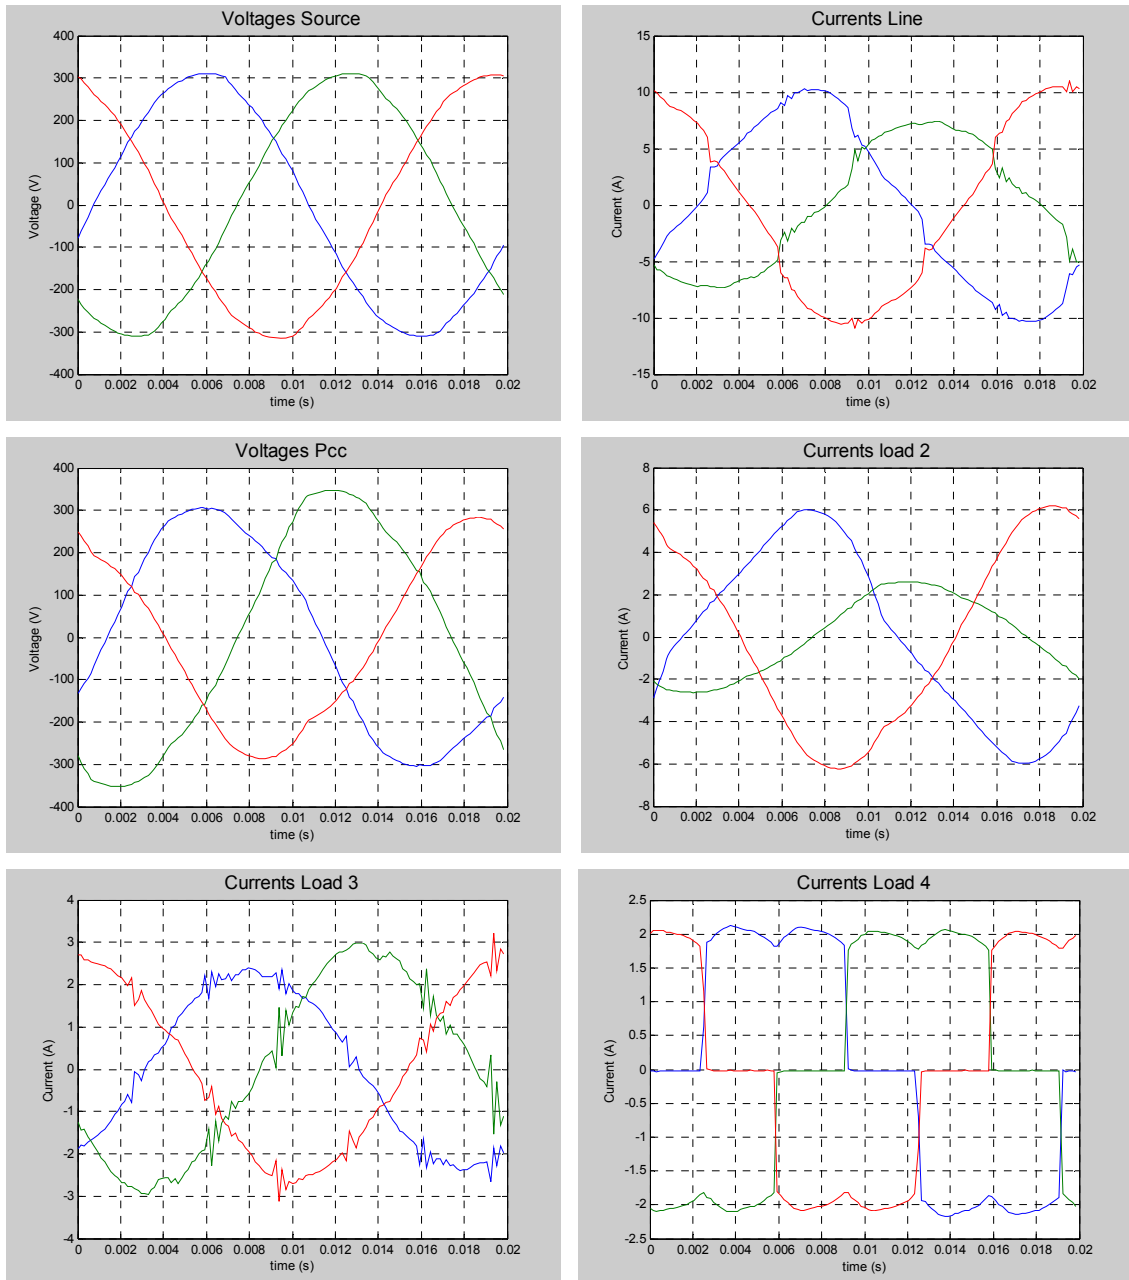 Voltages Source
400
300
200
100
0
-100
-200
-300
-400
Voltage (V)
0 0.002 0.004 0.006 0.008 0.01 0.012 0.014 0.016 0.018 0.02
time (s)
Currents Line
15
10
5
0
-5
-10
-15
Current (A)
0 0.002 0.004 0.006 0.008 0.01 0.012 0.014 0.016 0.018 0.02
time (s)
Voltages Pcc
400
300
200
100
0
-100
-200
-300
-400
Voltage (V)
0 0.002 0.004 0.006 0.008 0.01 0.012 0.014 0.016 0.018 0.02
time (s)
Currents load 2
8
6
4
2
0
-2
-4
-6
-8
Current (A)
0 0.002 0.004 0.006 0.008 0.01 0.012 0.014 0.016 0.018 0.02
time (s)
Currents Load 3
4
3
2
1
0
-1
-2
-3
-4
Current (A)
0 0.002 0.004 0.006 0.008 0.01 0.012 0.014 0.016 0.018 0.02
time (s)
Currents Load 4
2.5
2
1.5
1
0.5
0
-0.5
-1
-1.5
-2
-2.5
Current (A)
0 0.002 0.004 0.006 0.008 0.01 0.012 0.014 0.016 0.018 0.02
time (s)